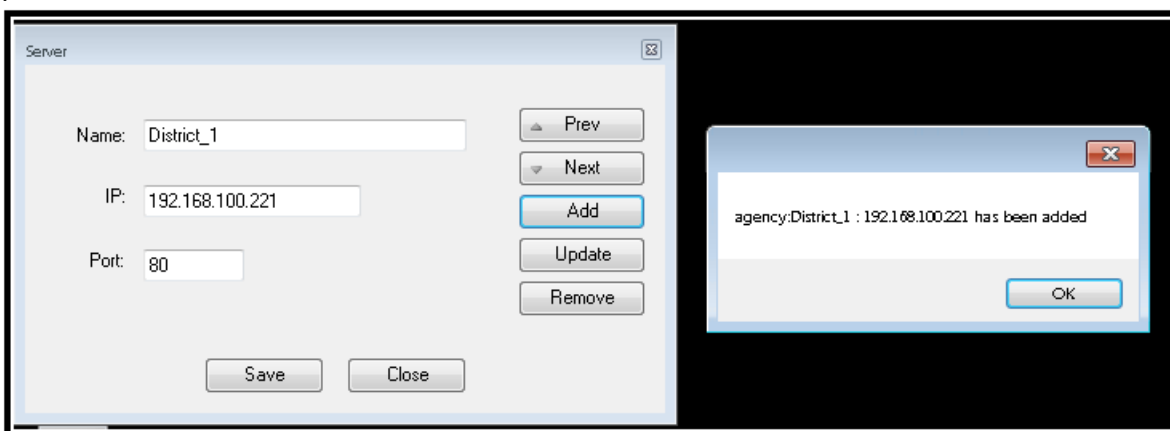 Server
Name: District_1
IP: 192.168.100.221
Port: 80
Prev
Next
Add
Update
Remove
Save Close
agency:District_1 : 192.168.100.221 has been added
OK